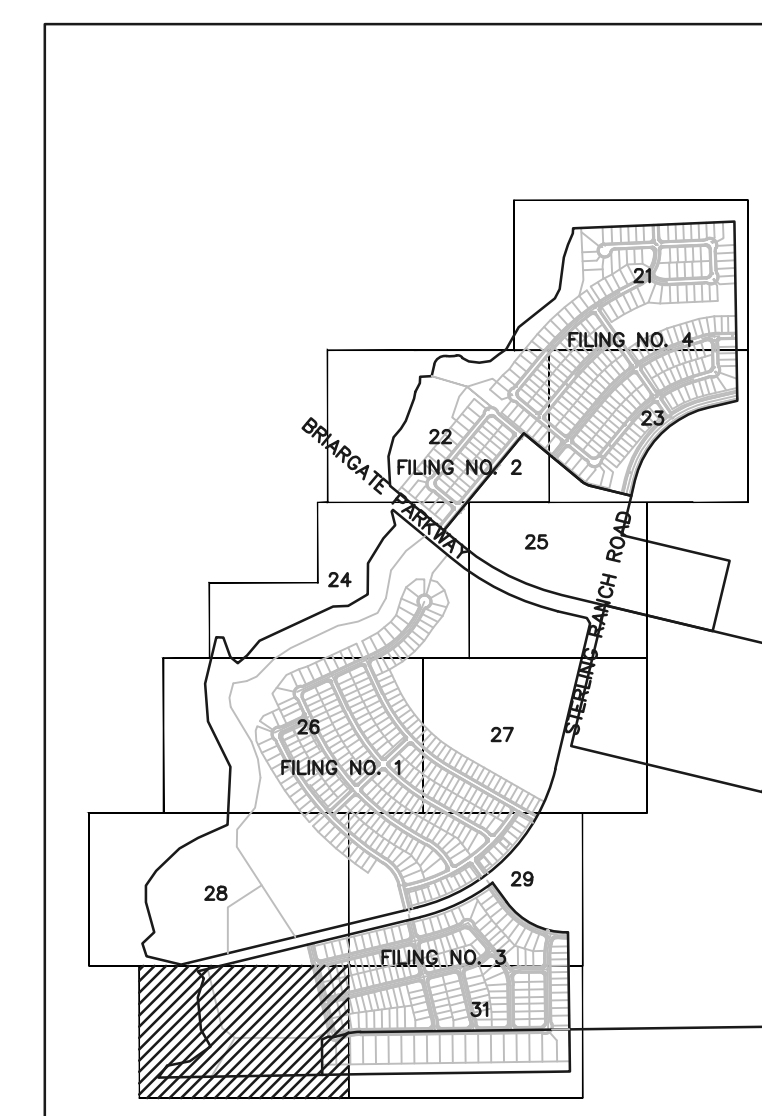 21
FILING NO. 4
23
22
FILING NO. 2
BRIARGATE PARKWAY
25
24
STERLING RANCH ROAD
26
27
FILING NO. 1
29
28
FILING NO. 3
31